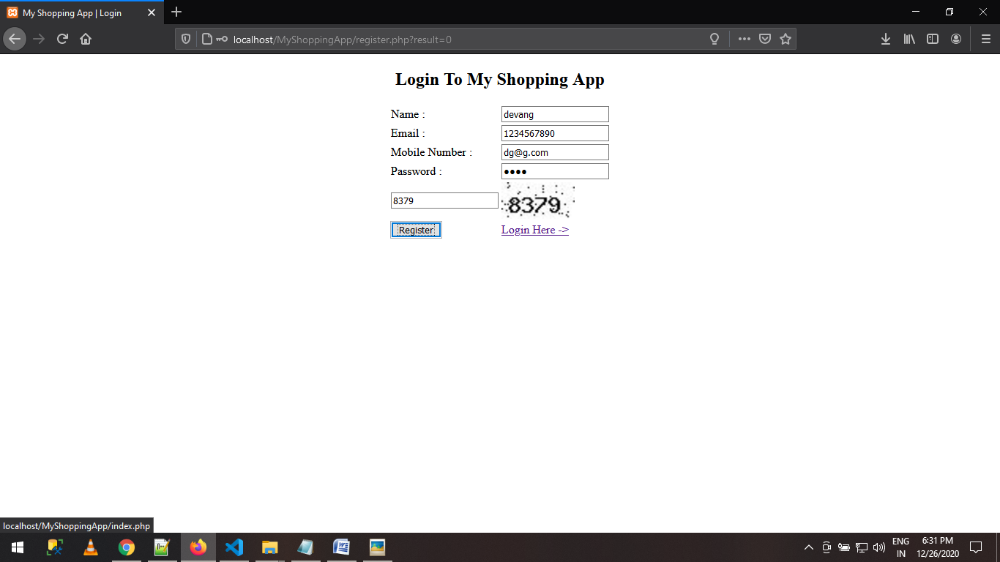 My Shopping App | Login
localhost/MyShoppingApp/register.php?result=0
Login To My Shopping App
Name : devang
Email : 1234567890
Mobile Number : dg@g.com
Password : ●●●●
8379 8379
Register Login Here ->
localhost/MyShoppingApp/index.php
ENG 6:31 PM
IN 12/26/2020